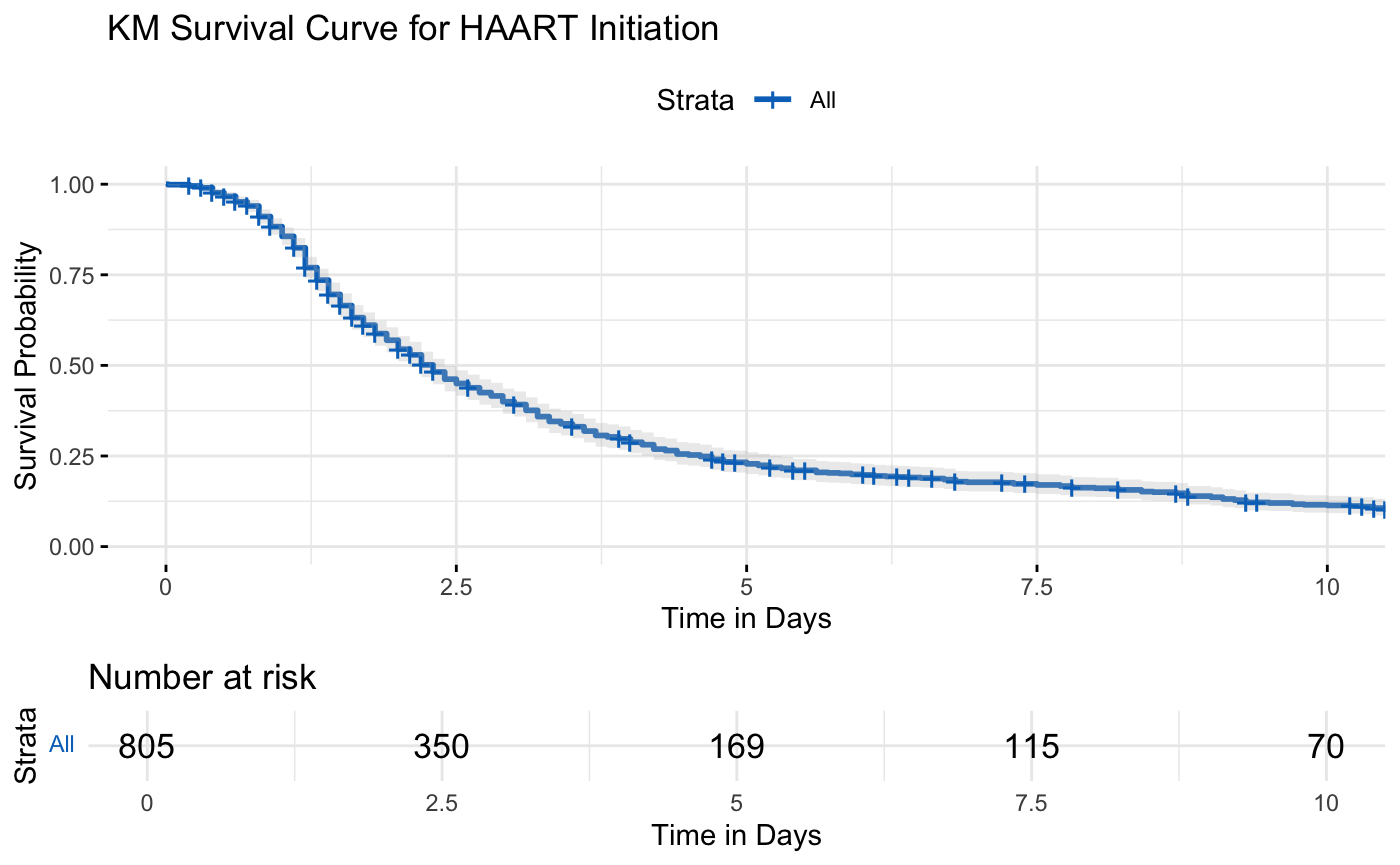 KM Survival Curve for HAART Initiation
Strata All
Survival Probability
1.00
0.75
0.50
0.25
0.00
0 2.5 5 7.5 10
Time in Days
Number at risk
Strata
All 805 350 169 115 70
0 2.5 5 7.5 10
Time in Days